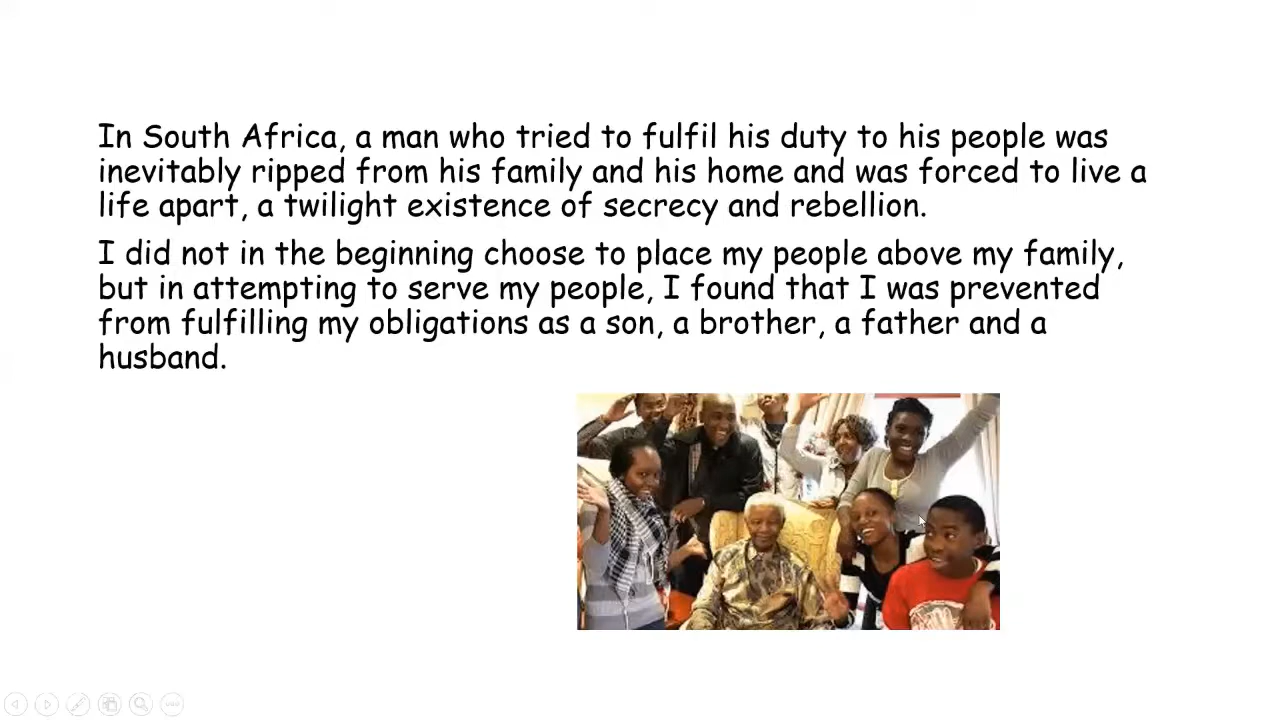 In South Africa, a man who tried to fulfil his duty to his people was
inevitably ripped from his family and his home and was forced to live a
life apart, a twilight existence of secrecy and rebellion.
I did not in the beginning choose to place my people above my family,
but in attempting to serve my people, I found that I was prevented
from fulfilling my obligations as a son, a brother, a father and a
husband.